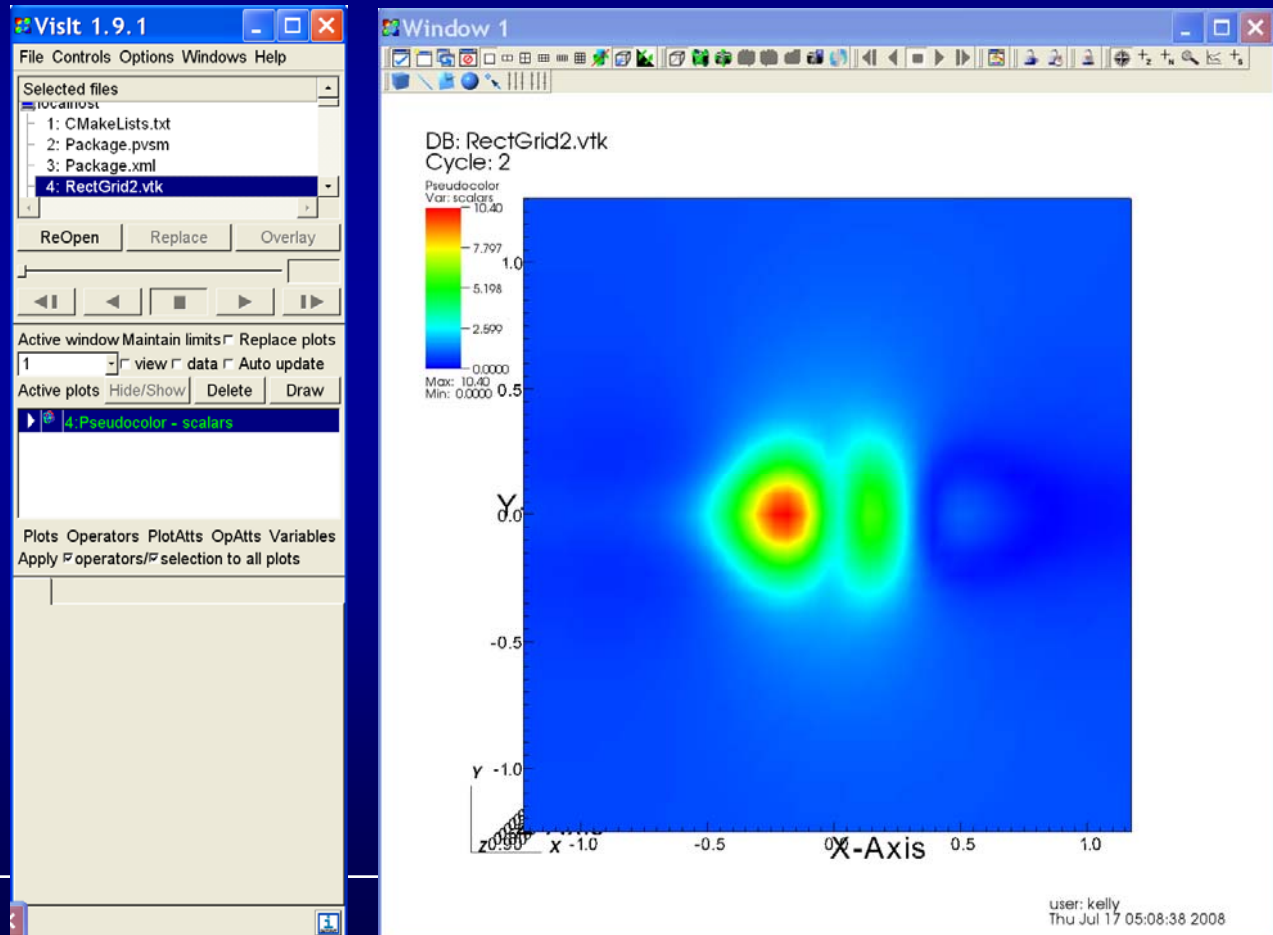 VisIt 1.9.1
File Controls Options Windows Help
Selected files
localhost
1: CMakeLists.txt
2: Package.pvsm
3: Package.xml
4: RectGrid2.vtk
ReOpen Replace Overlay
Active window Maintain limits Replace plots
1 view data Auto update
Active plots Hide/Show Delete Draw
4:Pseudocolor - scalars
Plots Operators PlotAtts OpAtts Variables
Apply operators/ selection to all plots
Window 1
DB: RectGrid2.vtk
Cycle: 2
Pseudocolor
Var: scalars
10.40
7.797
5.198
2.599
0.0000
Max: 10.40
Min: 0.0000
1.0
0.5
Y
0.0
-0.5
-1.0
Y
Z
X
-1.0 -0.5 0.0 0.5 1.0
X-Axis
user: kelly
Thu Jul 17 05:08:38 2008